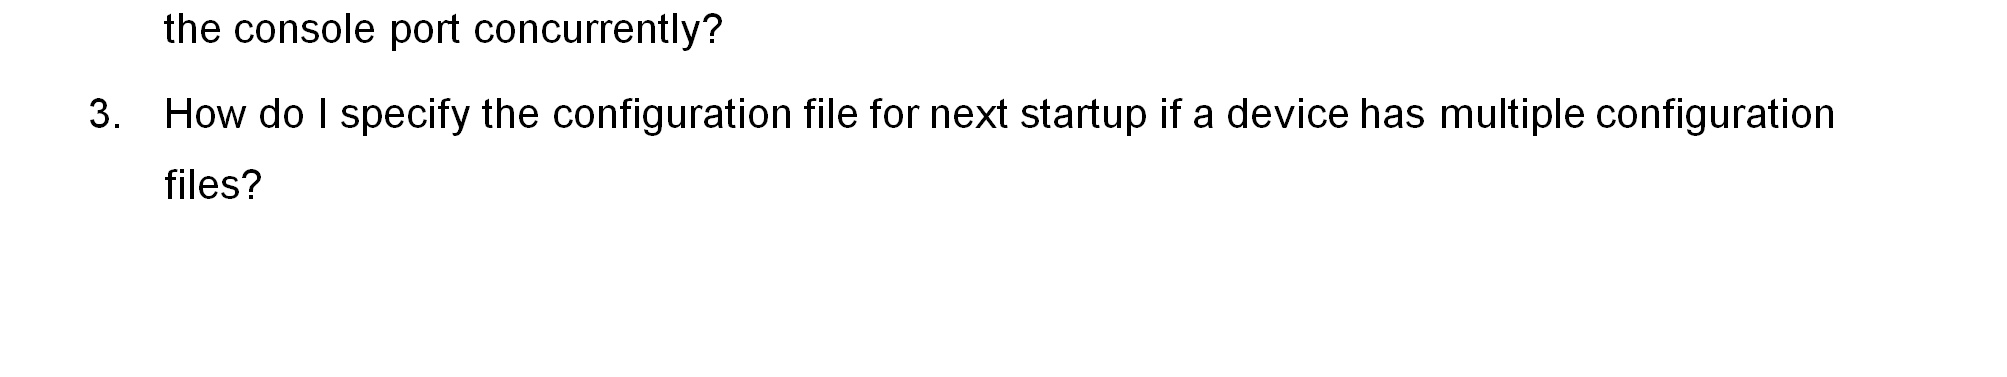 the console port concurrently?
3. How do I specify the configuration file for next startup if a device has multiple configuration
files?